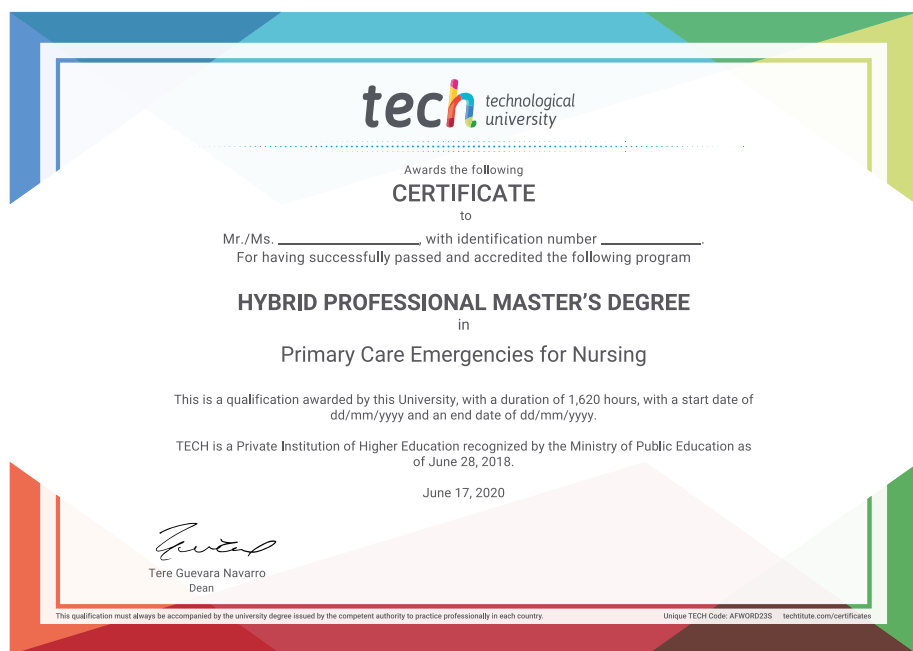 tech technological
university
Awards the following
CERTIFICATE
to
Mr./Ms. ____________________, with identification number ______________.
For having successfully passed and accredited the following program
HYBRID PROFESSIONAL MASTER'S DEGREE
in
Primary Care Emergencies for Nursing
This is a qualification awarded by this University, with a duration of 1,620 hours, with a start date of
dd/mm/yyyy and an end date of dd/mm/yyyy.
TECH is a Private Institution of Higher Education recognized by the Ministry of Public Education as
of June 28, 2018.
June 17, 2020
Tere Guevara Navarro
Dean
This qualification must always be accompanied by the university degree issued by the competent authority to practice professionally in each country.
Unique TECH Code: AFWORD23S techtitute.com/certificates